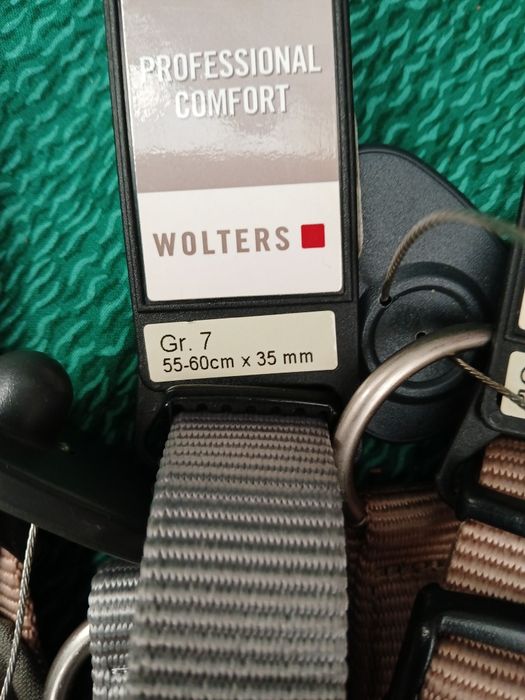 PROFESSIONAL
COMFORT
WOLTERS
Gr. 7
55-60cm x 35 mm